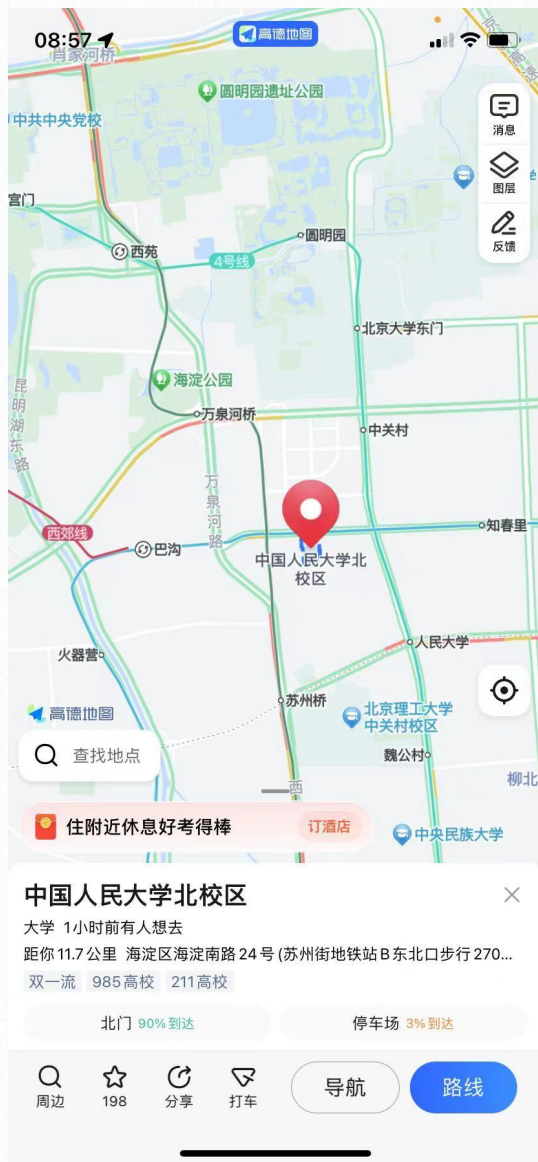 08:57
高德地图
肖家河桥
圆明园遗址公园
消息
中共中央党校
图层
宫门
圆明园
西苑
4号线
反馈
北京大学东门
海淀公园
昆明湖东路
万泉河桥
中关村
万泉河路
西郊线
知春里
巴沟
中国人民大学北
校区
人民大学
火器营
苏州桥
北京理工大学
中关村校区
高德地图
魏公村
查找地点
西
柳北
住附近休息好考得棒
订酒店
中央民族大学
中国人民大学北校区
大学 1小时前有人想去
距你11.7公里 海淀区海淀南路24号(苏州街地铁站B东北口步行270...
双一流 985高校 211高校
北门 90%到达
停车场 3%到达
周边
198
分享
打车
导航
路线